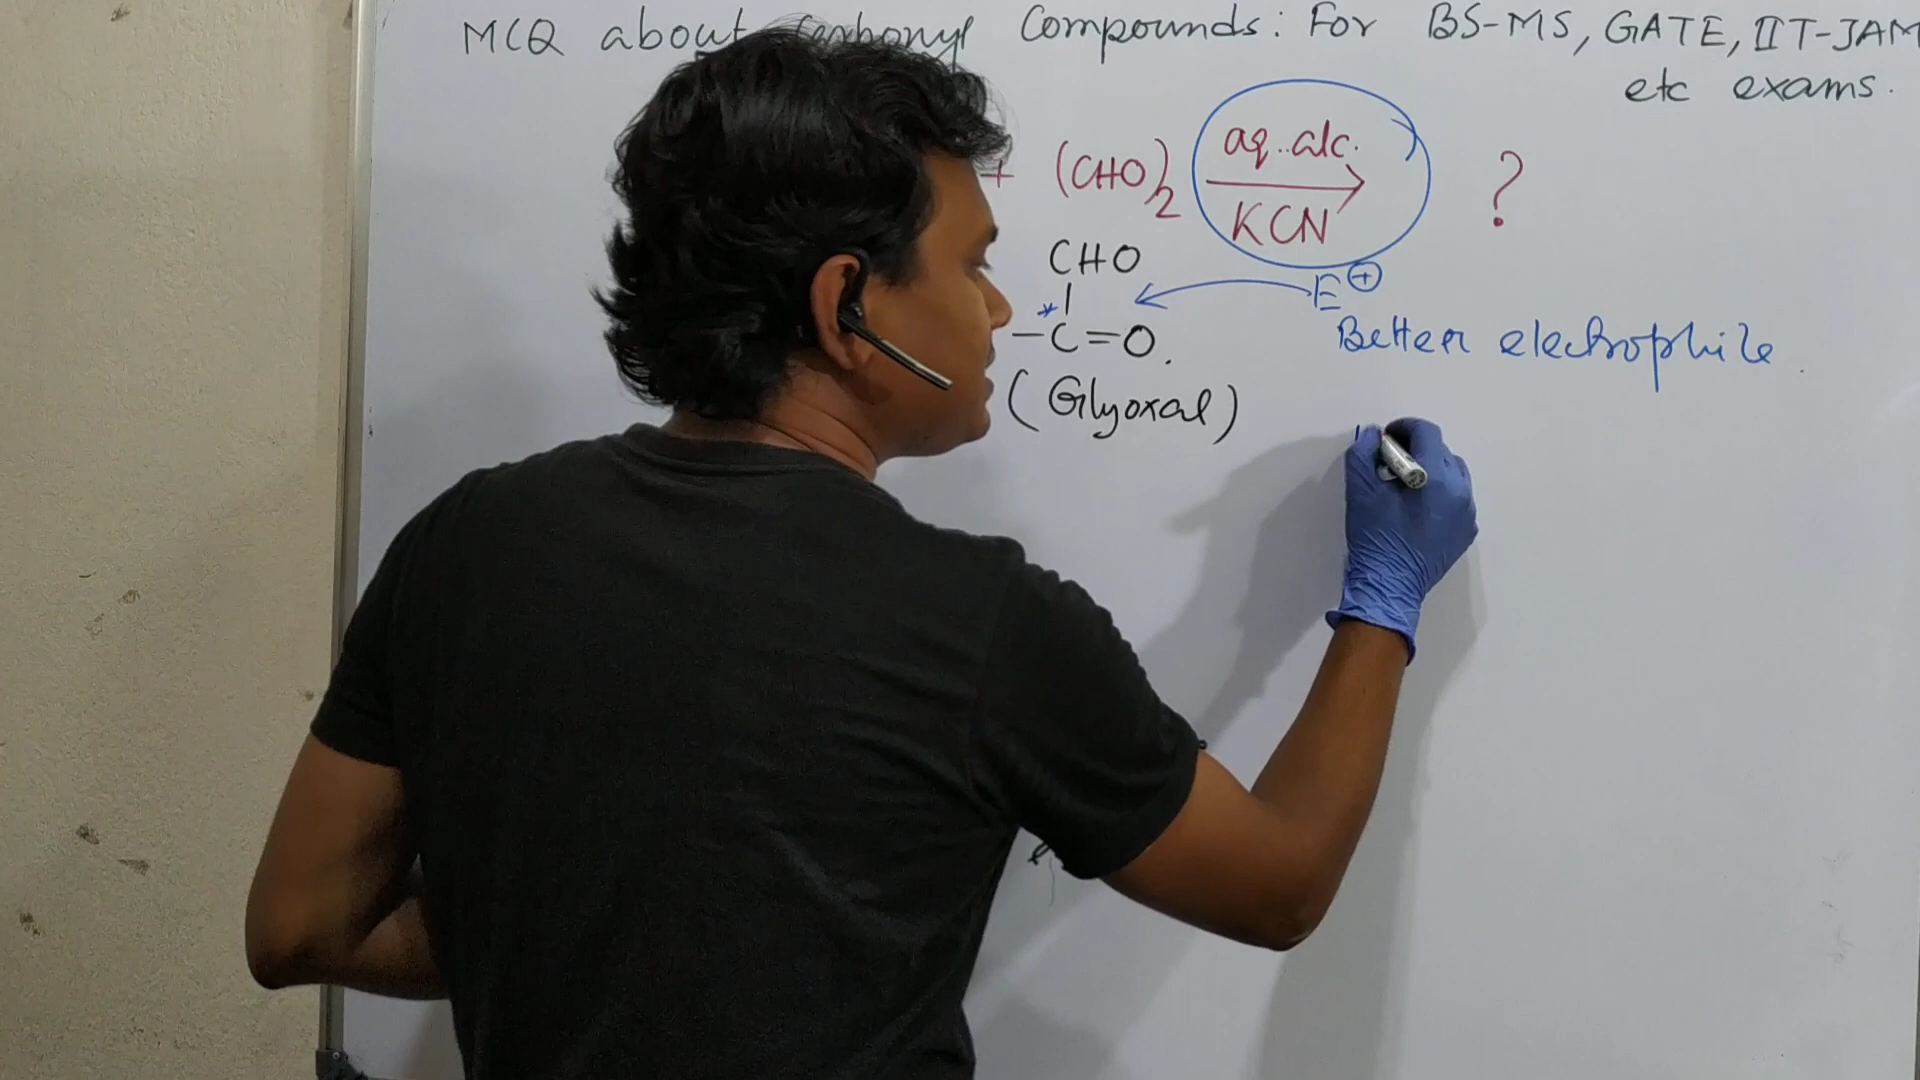 MCQ about Carbonyl Compounds: For BS-MS, GATE, IIT-JAM
etc exams.
+ (CHO)2 aq. alc. KCN ?
CHO
E⊕
-C=O.
Better electrophile.
(Glyoxal)